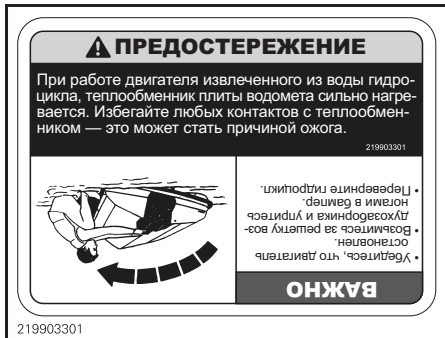 ПРЕДОСТЕРЕЖЕНИЕ
При работе двигателя извлеченного из воды гидро-
цикла, теплообменник плиты водомета сильно нагре-
вается. Избегайте любых контактов с теплообмен-
ником — это может стать причиной ожога.
219903301
ВАЖНО
• Убедитесь, что двигатель
остановлен.
• Возьмитесь за решетку воз-
духозаборника и упритесь
ногами в бампер.
• Переверните гидроцикл.
219903301